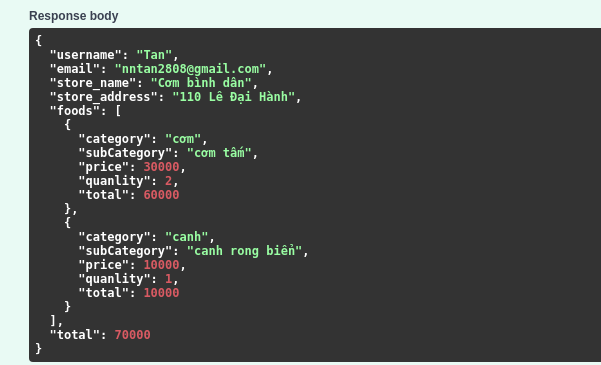 Response body
{
  "username": "Tan",
  "email": "nntan2808@gmail.com",
  "store_name": "Cơm bình dân",
  "store_address": "110 Lê Đại Hành",
  "foods": [
    {
      "category": "cơm",
      "subCategory": "cơm tấm",
      "price": 30000,
      "quanlity": 2,
      "total": 60000
    },
    {
      "category": "canh",
      "subCategory": "canh rong biển",
      "price": 10000,
      "quanlity": 1,
      "total": 10000
    }
  ],
  "total": 70000
}